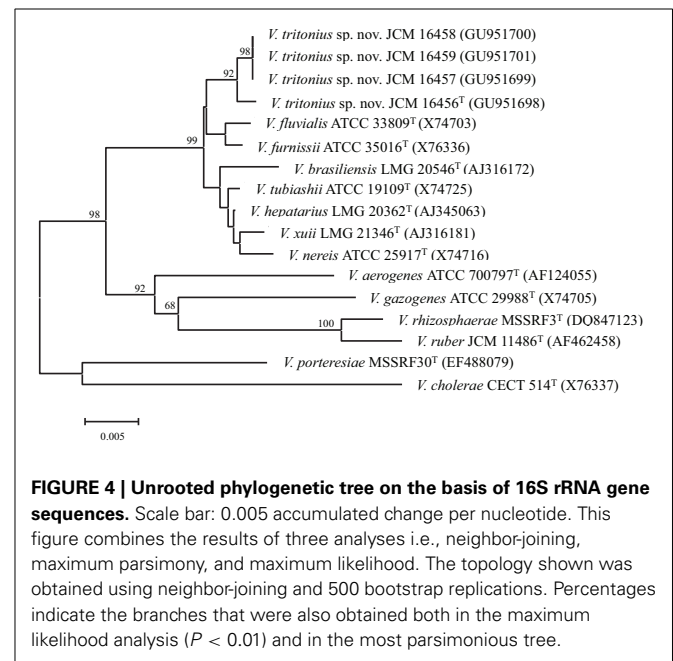 V. tritonius sp. nov. JCM 16458 (GU951700)
98
V. tritonius sp. nov. JCM 16459 (GU951701)
92
V. tritonius sp. nov. JCM 16457 (GU951699)
V. tritonius sp. nov. JCM 16456ᵀ (GU951698)
V. fluvialis ATCC 33809ᵀ (X74703)
99
V. furnissii ATCC 35016ᵀ (X76336)
V. brasiliensis LMG 20546ᵀ (AJ316172)
V. tubiashii ATCC 19109ᵀ (X74725)
V. hepatarius LMG 20362ᵀ (AJ345063)
98
V. xuii LMG 21346ᵀ (AJ316181)
V. nereis ATCC 25917ᵀ (X74716)
92
V. aerogenes ATCC 700797ᵀ (AF124055)
68
V. gazogenes ATCC 29988ᵀ (X74705)
100
V. rhizosphaerae MSSRF3ᵀ (DQ847123)
V. ruber JCM 11486ᵀ (AF462458)
V. porteresiae MSSRF30ᵀ (EF488079)
V. cholerae CECT 514ᵀ (X76337)
0.005
FIGURE 4 | Unrooted phylogenetic tree on the basis of 16S rRNA gene
sequences. Scale bar: 0.005 accumulated change per nucleotide. This
figure combines the results of three analyses i.e., neighbor-joining,
maximum parsimony, and maximum likelihood. The topology shown was
obtained using neighbor-joining and 500 bootstrap replications. Percentages
indicate the branches that were also obtained both in the maximum
likelihood analysis (P < 0.01) and in the most parsimonious tree.